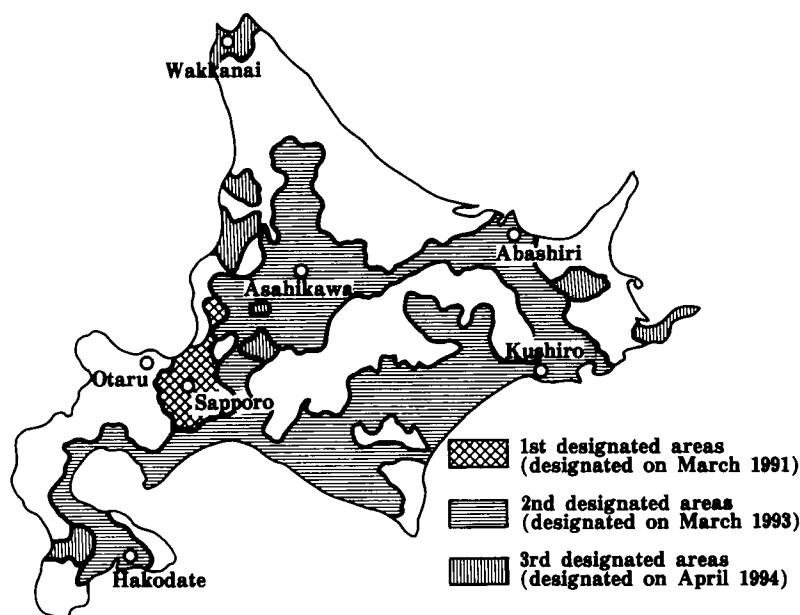 Wakkanai
Abashiri
Asahikawa
Kushiro
Otaru
Sapporo
1st designated areas
(designated on March 1991)
2nd designated areas
(designated on March 1993)
3rd designated areas
(designated on April 1994)
Hakodate